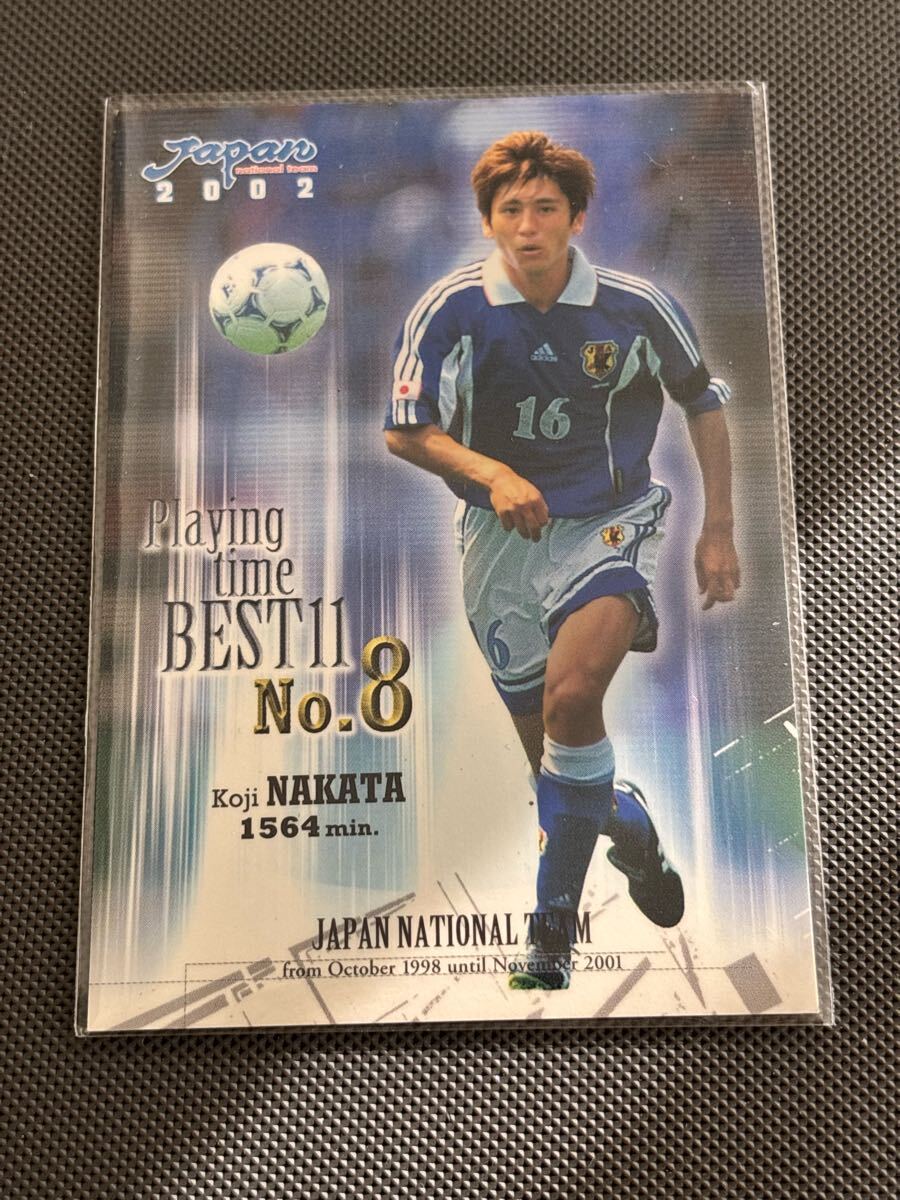 Japan
national team
2002
adidas
16
6
Playing
time
BEST11
No.8
Koji NAKATA
1564 min.
JAPAN NATIONAL TEAM
from October 1998 until November 2001